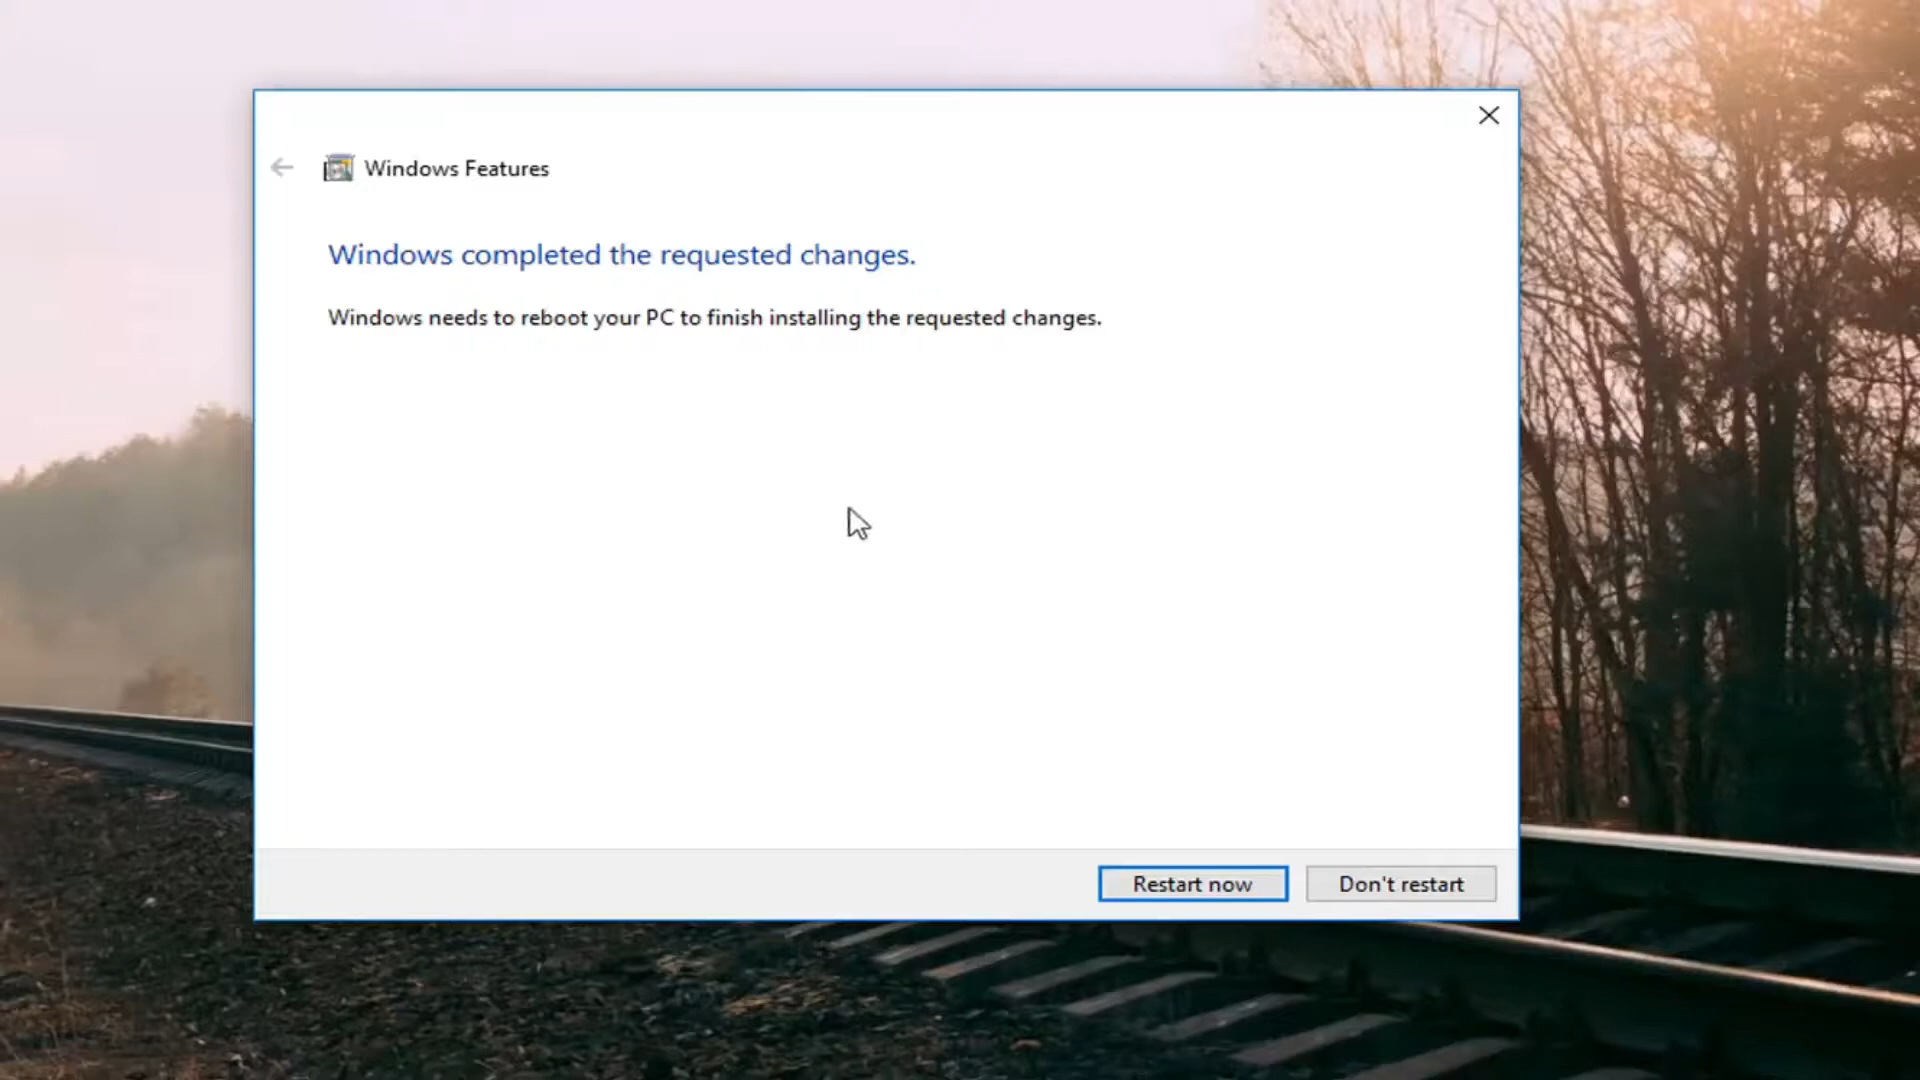 Windows Features
Windows completed the requested changes.
Windows needs to reboot your PC to finish installing the requested changes.
Restart now
Don't restart